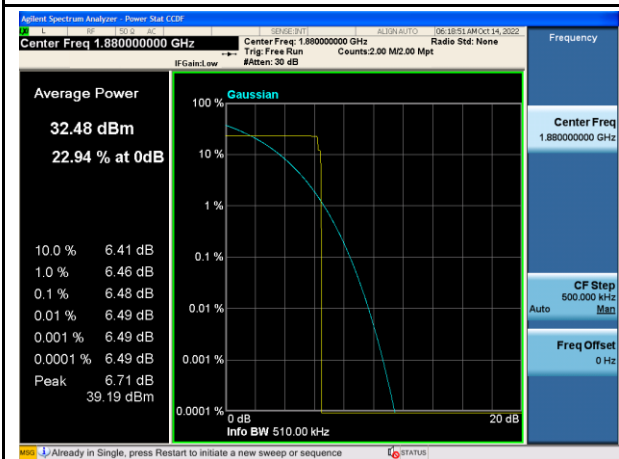 Agilent Spectrum Analyzer - Power Stat CCDF
L RF 50 Ω AC SENSE:INT ALIGN AUTO 06:18:51 AM Oct 14, 2022
Center Freq 1.880000000 GHz
Center Freq: 1.880000000 GHz Radio Std: None
Trig: Free Run Counts:2.00 M/2.00 Mpt
IFGain:Low #Atten: 30 dB
Frequency
Average Power
32.48 dBm
22.94 % at 0dB
10.0 % 6.41 dB
1.0 % 6.46 dB
0.1 % 6.48 dB
0.01 % 6.49 dB
0.001 % 6.49 dB
0.0001 % 6.49 dB
Peak 6.71 dB
39.19 dBm
Gaussian
100 %
10 %
1 %
0.1 %
0.01 %
0.001 %
0.0001 %
0 dB 20 dB
Info BW 510.00 kHz
Center Freq
1.880000000 GHz
CF Step
500.000 kHz
Auto Man
Freq Offset
0 Hz
MSG Already in Single, press Restart to initiate a new sweep or sequence STATUS